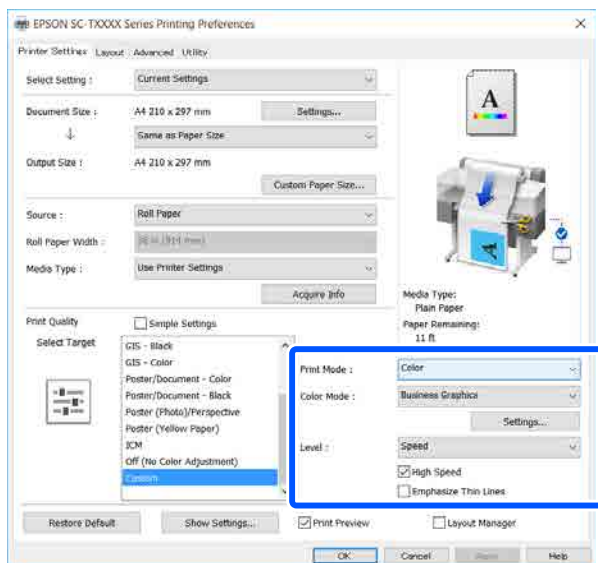 EPSON SC-TXXXX Series Printing Preferences
Printer Settings Layout Advanced Utility
Select Setting : Current Settings
Document Size : A4 210 x 297 mm Settings...
Same as Paper Size
Output Size : A4 210 x 297 mm
Custom Paper Size...
Source : Roll Paper
Roll Paper Width : 36 in (914 mm)
Media Type : Use Printer Settings
Acquire Info
A
Media Type:
Plain Paper
Paper Remaining:
11 ft
Print Quality Simple Settings
Select Target
GIS - Black
GIS - Color
Poster/Document - Color
Poster/Document - Black
Poster (Photo)/Perspective
Poster (Yellow Paper)
ICM
Off (No Color Adjustment)
Custom
Print Mode : Color
Color Mode : Business Graphics
Settings...
Level : Speed
High Speed
Emphasize Thin Lines
Restore Default Show Settings... Print Preview Layout Manager
OK Cancel Help